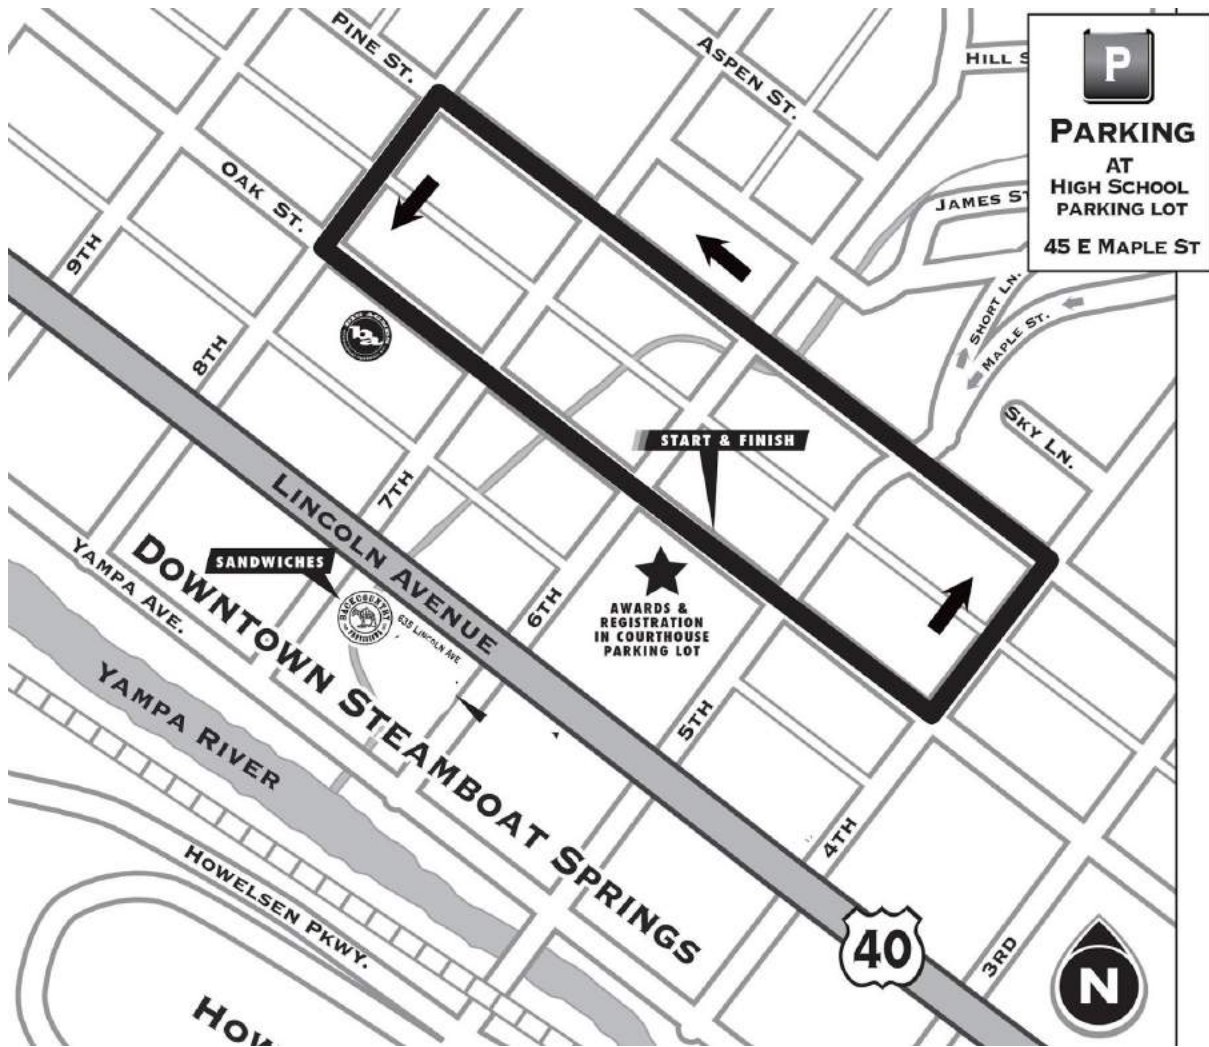 PINE ST.
ASPEN ST.
HILL S
P
PARKING
AT
HIGH SCHOOL
PARKING LOT
45 E MAPLE ST
OAK ST.
JAMES ST
9TH
SHORT LN.
MAPLE ST.
8TH
SKY LN.
START & FINISH
7TH
LINCOLN AVENUE
SANDWICHES
BACKCOUNTRY
PROVISIONS
635 LINCOLN AVE
6TH
AWARDS &
REGISTRATION
IN COURTHOUSE
PARKING LOT
YAMPA AVE.
DOWNTOWN STEAMBOAT SPRINGS
YAMPA RIVER
5TH
4TH
HOWELSEN PKWY.
40
3RD
N
HOW